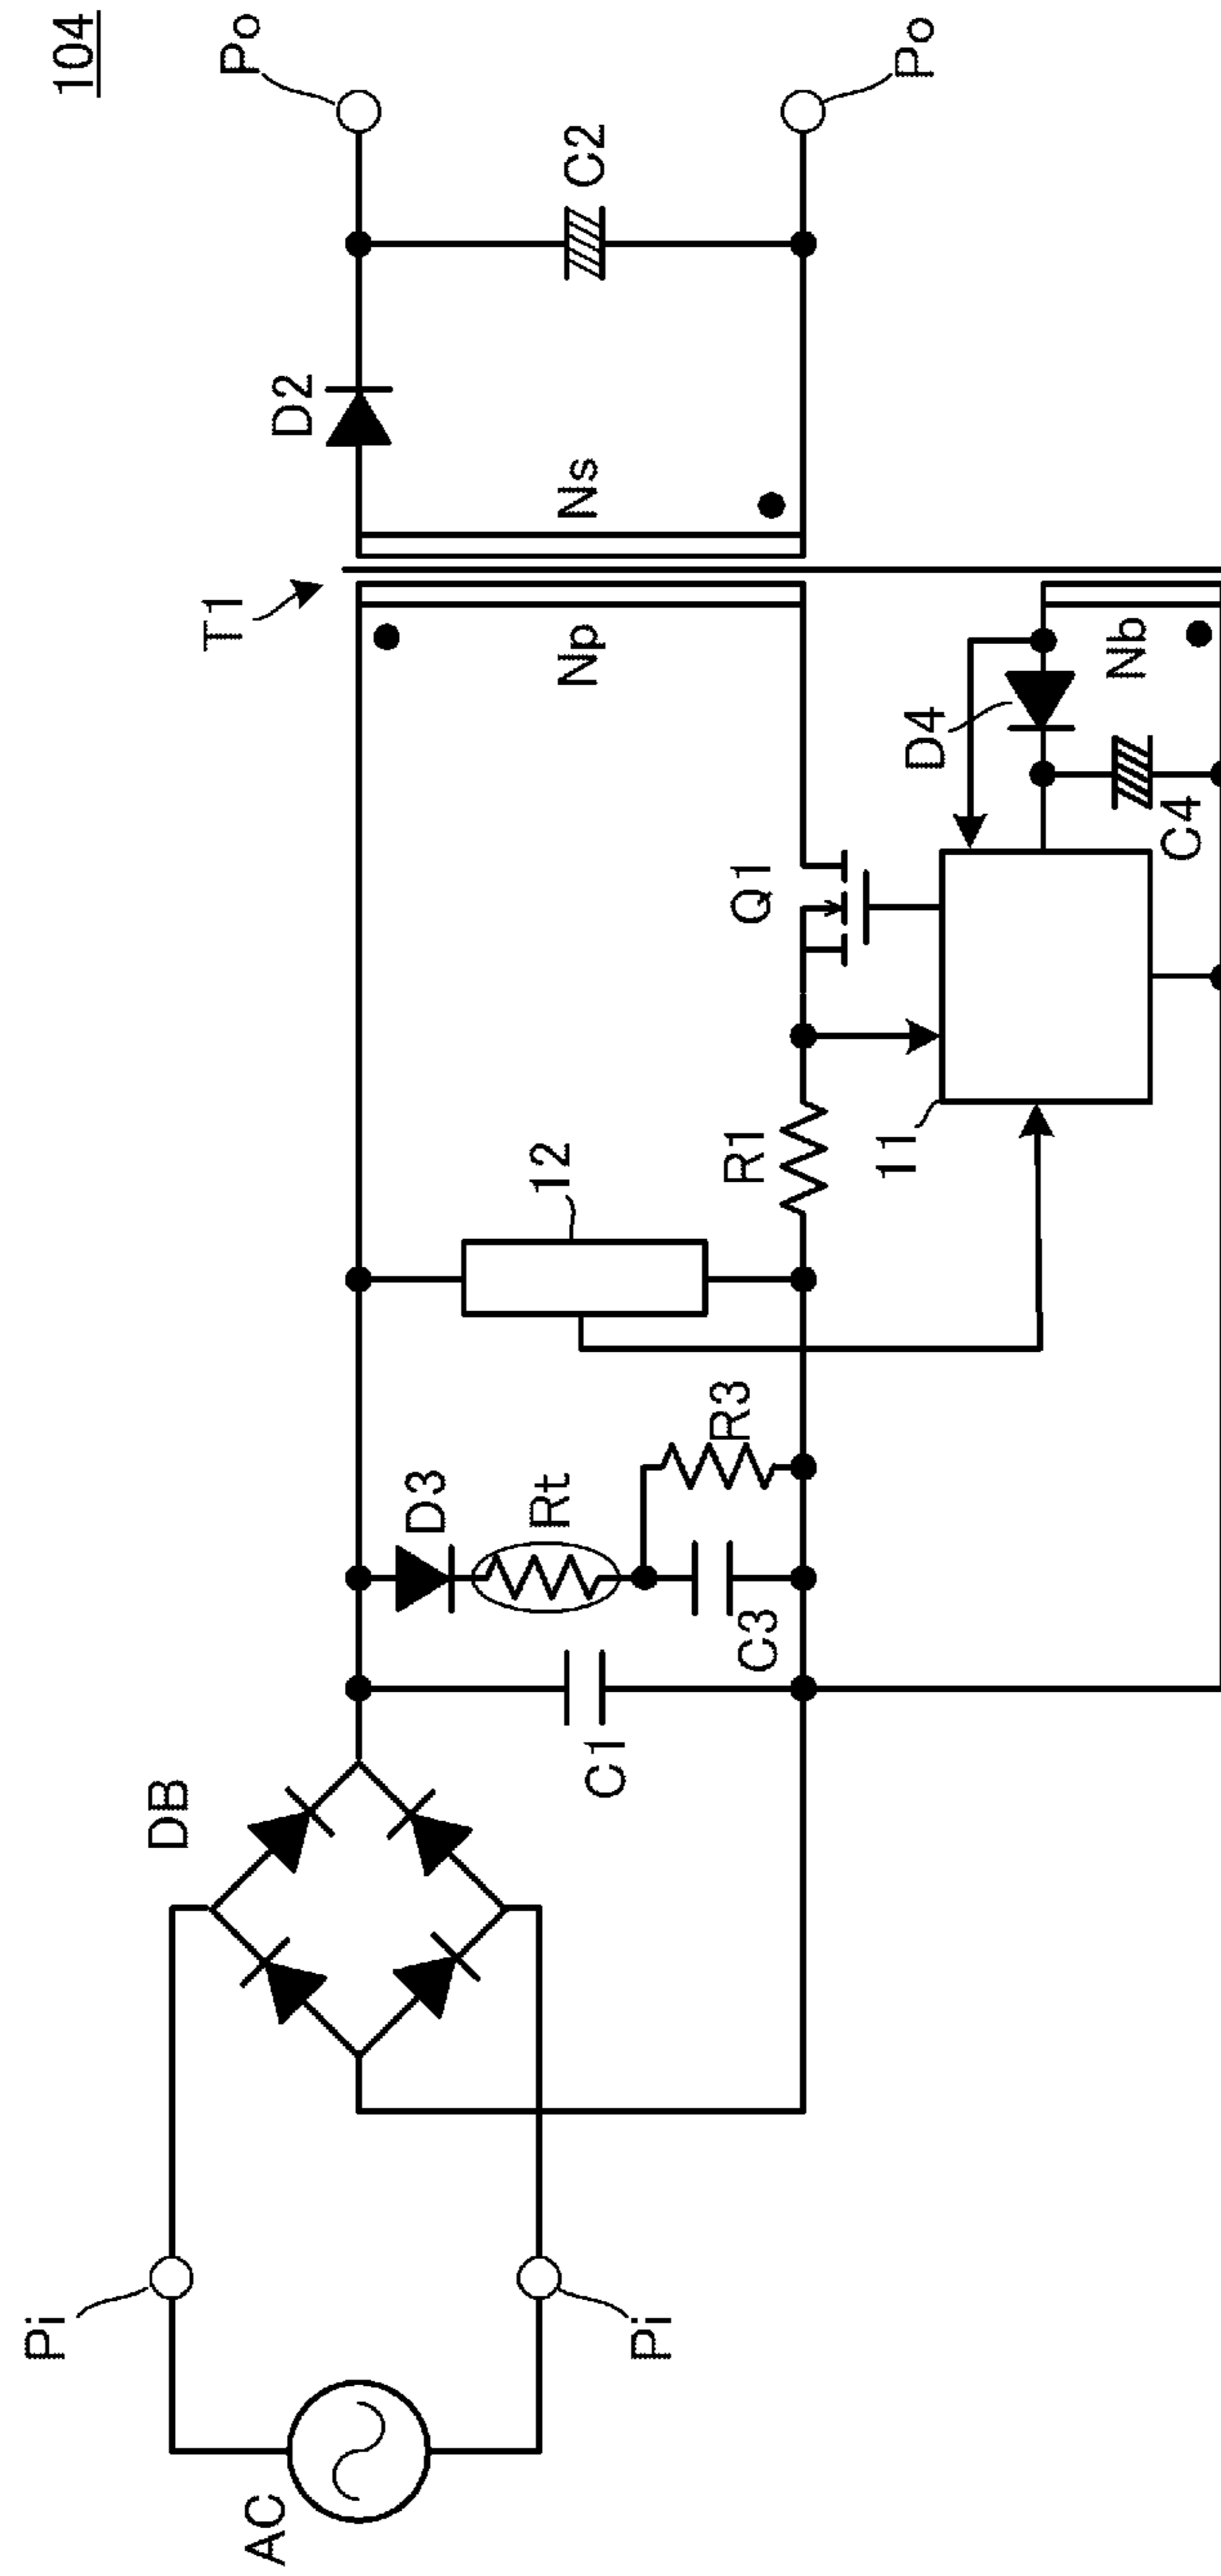 104
Po
Po
C2
D2
Ns
T1
Np
Nb
D4
C4
Q1
11
R1
12
R3
Rt
D3
C3
C1
DB
Pi
Pi
AC